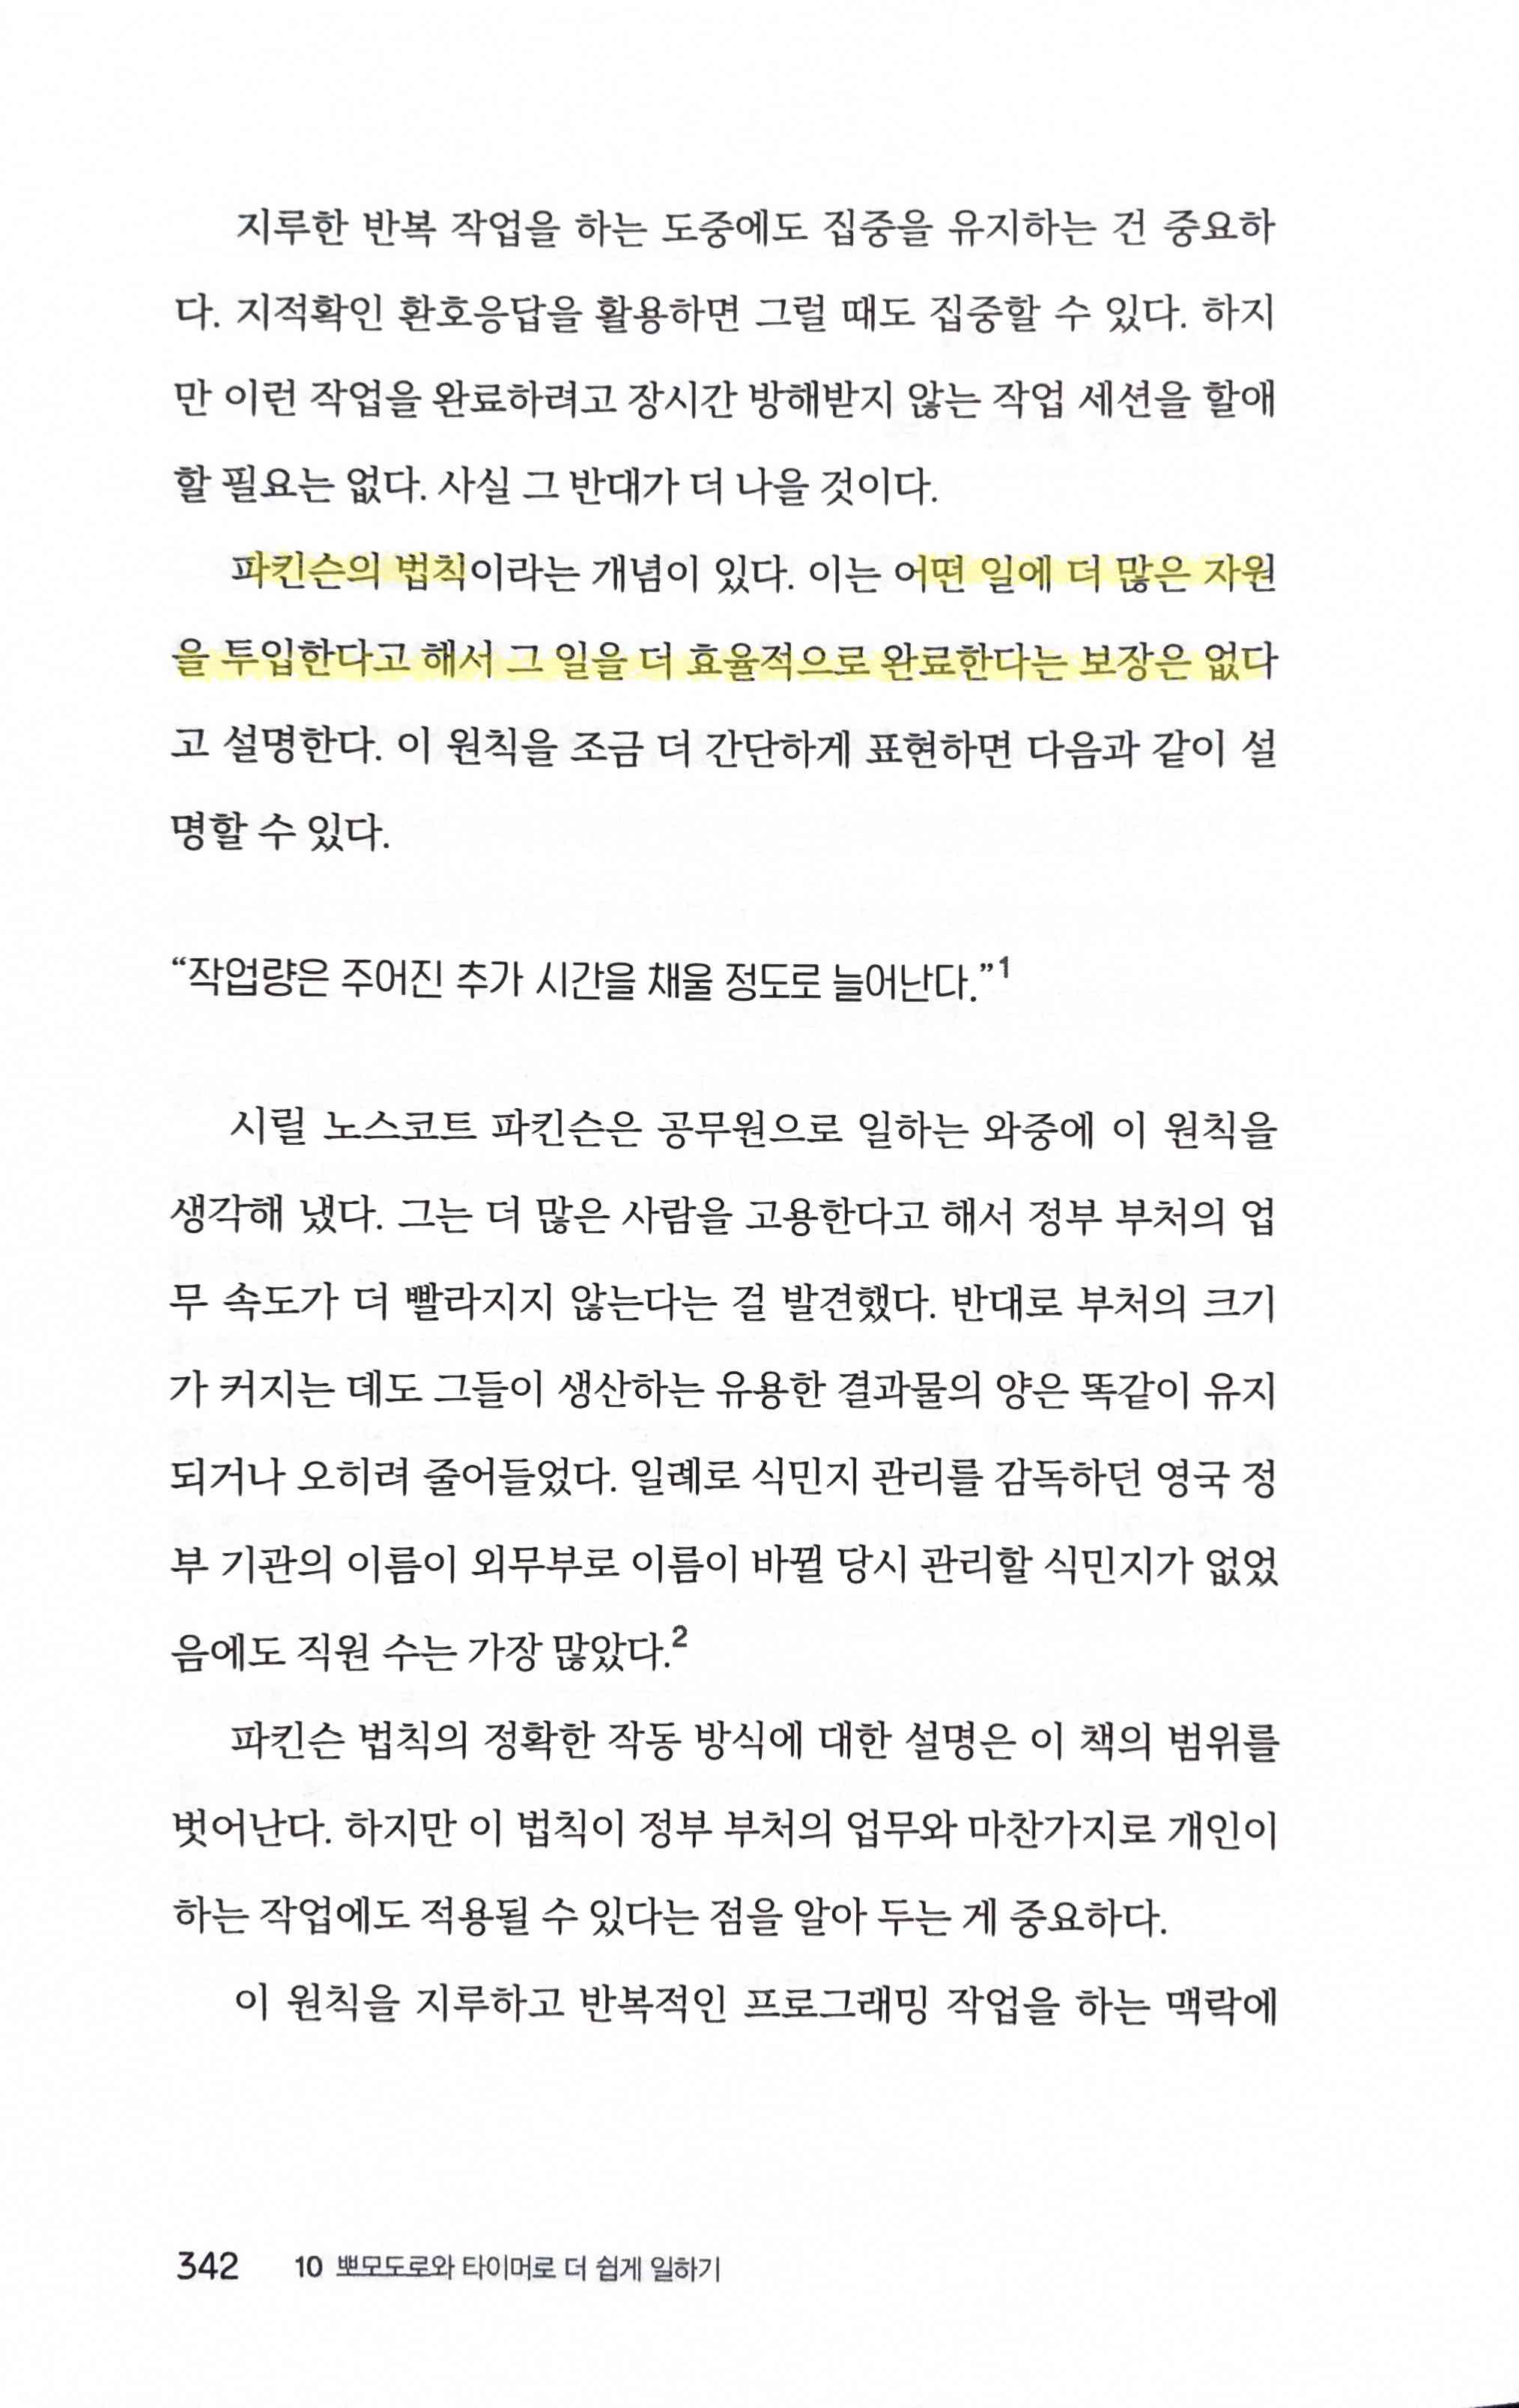 지루한 반복 작업을 하는 도중에도 집중을 유지하는 건 중요하
다. 지적확인 환호응답을 활용하면 그럴 때도 집중할 수 있다. 하지
만 이런 작업을 완료하려고 장시간 방해받지 않는 작업 세션을 할애
할 필요는 없다. 사실 그 반대가 더 나을 것이다.
파킨슨의 법칙이라는 개념이 있다. 이는 어떤 일에 더 많은 자원
을 투입한다고 해서 그 일을 더 효율적으로 완료한다는 보장은 없다
고 설명한다. 이 원칙을 조금 더 간단하게 표현하면 다음과 같이 설
명할 수 있다.
“작업량은 주어진 추가 시간을 채울 정도로 늘어난다.”1
시릴 노스코트 파킨슨은 공무원으로 일하는 와중에 이 원칙을
생각해 냈다. 그는 더 많은 사람을 고용한다고 해서 정부 부처의 업
무 속도가 더 빨라지지 않는다는 걸 발견했다. 반대로 부처의 크기
가 커지는 데도 그들이 생산하는 유용한 결과물의 양은 똑같이 유지
되거나 오히려 줄어들었다. 일례로 식민지 관리를 감독하던 영국 정
부 기관의 이름이 외무부로 이름이 바뀔 당시 관리할 식민지가 없었
음에도 직원 수는 가장 많았다.2
파킨슨 법칙의 정확한 작동 방식에 대한 설명은 이 책의 범위를
벗어난다. 하지만 이 법칙이 정부 부처의 업무와 마찬가지로 개인이
하는 작업에도 적용될 수 있다는 점을 알아 두는 게 중요하다.
이 원칙을 지루하고 반복적인 프로그래밍 작업을 하는 맥락에
342 10 뽀모도로와 타이머로 더 쉽게 일하기